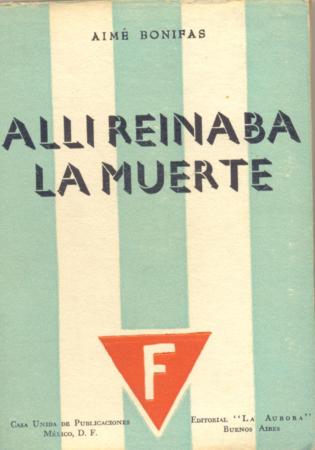 AIMÉ BONIFAS
ALLI REINABA
LA MUERTE
F
Casa Unida de Publicaciones
México, D. F.
Editorial "La Aurora"
Buenos Aires